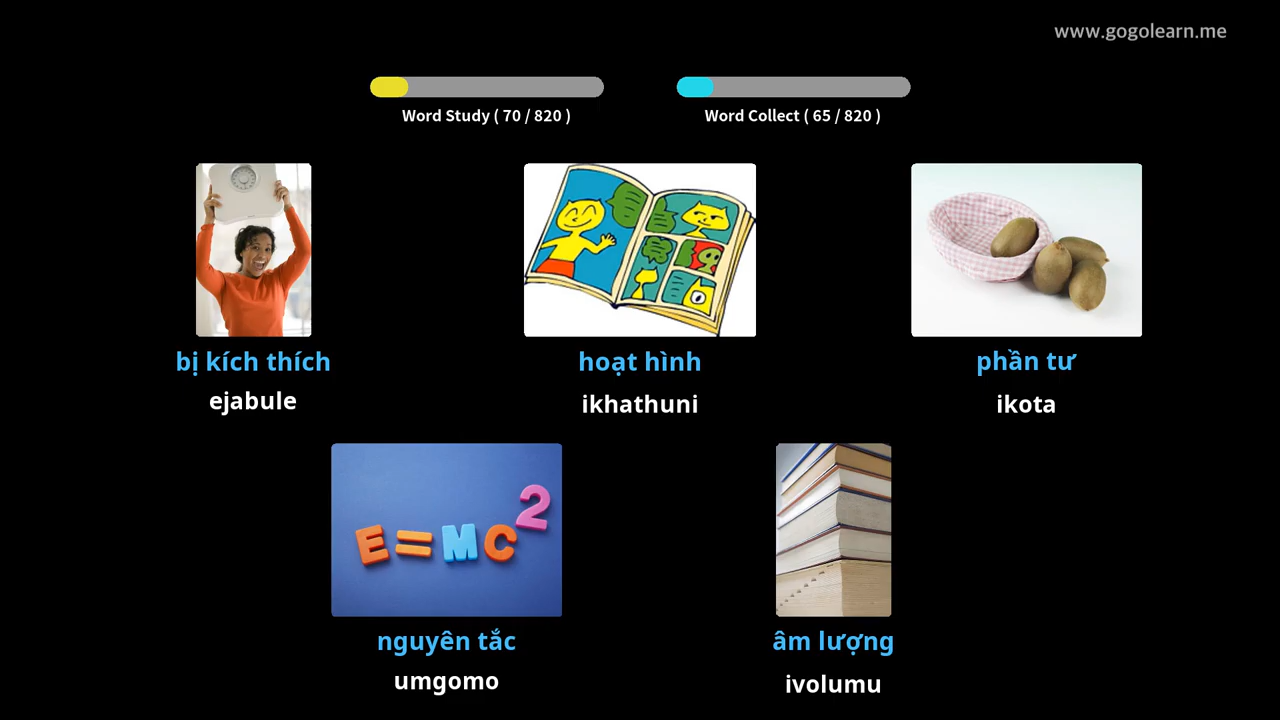 www.gogolearn.me
Word Study ( 70 / 820 )
Word Collect ( 65 / 820 )
bị kích thích
ejabule
hoạt hình
ikhathuni
phần tư
ikota
E=MC2
nguyên tắc
umgomo
âm lượng
ivolumu